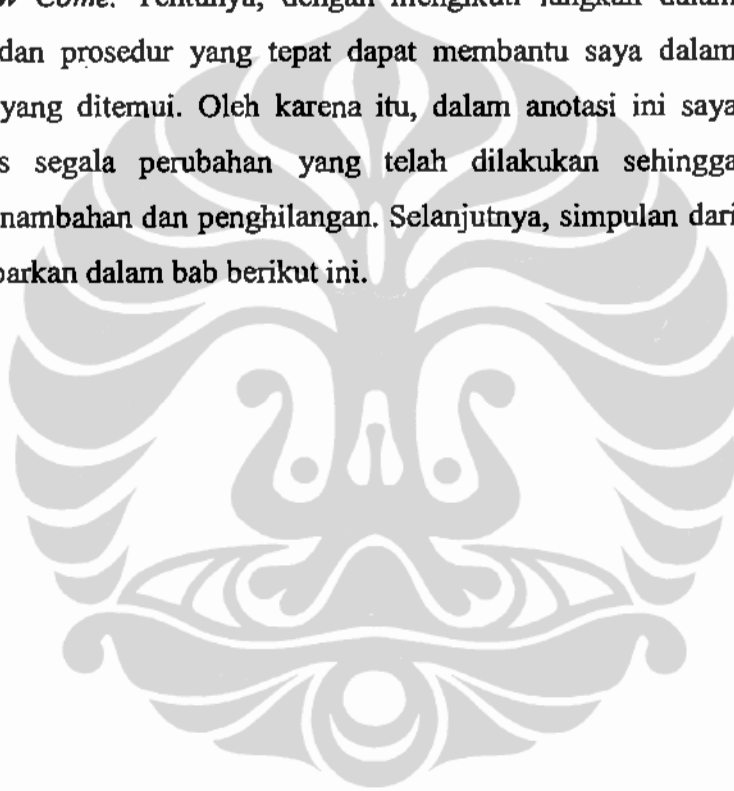 Come. Tentunya, dengan mengikuti langkah dalam
dan prosedur yang tepat dapat membantu saya dalam
yang ditemui. Oleh karena itu, dalam anotasi ini saya
s segala perubahan yang telah dilakukan sehingga
nambahan dan penghilangan. Selanjutnya, simpulan dari
parkan dalam bab berikut ini.